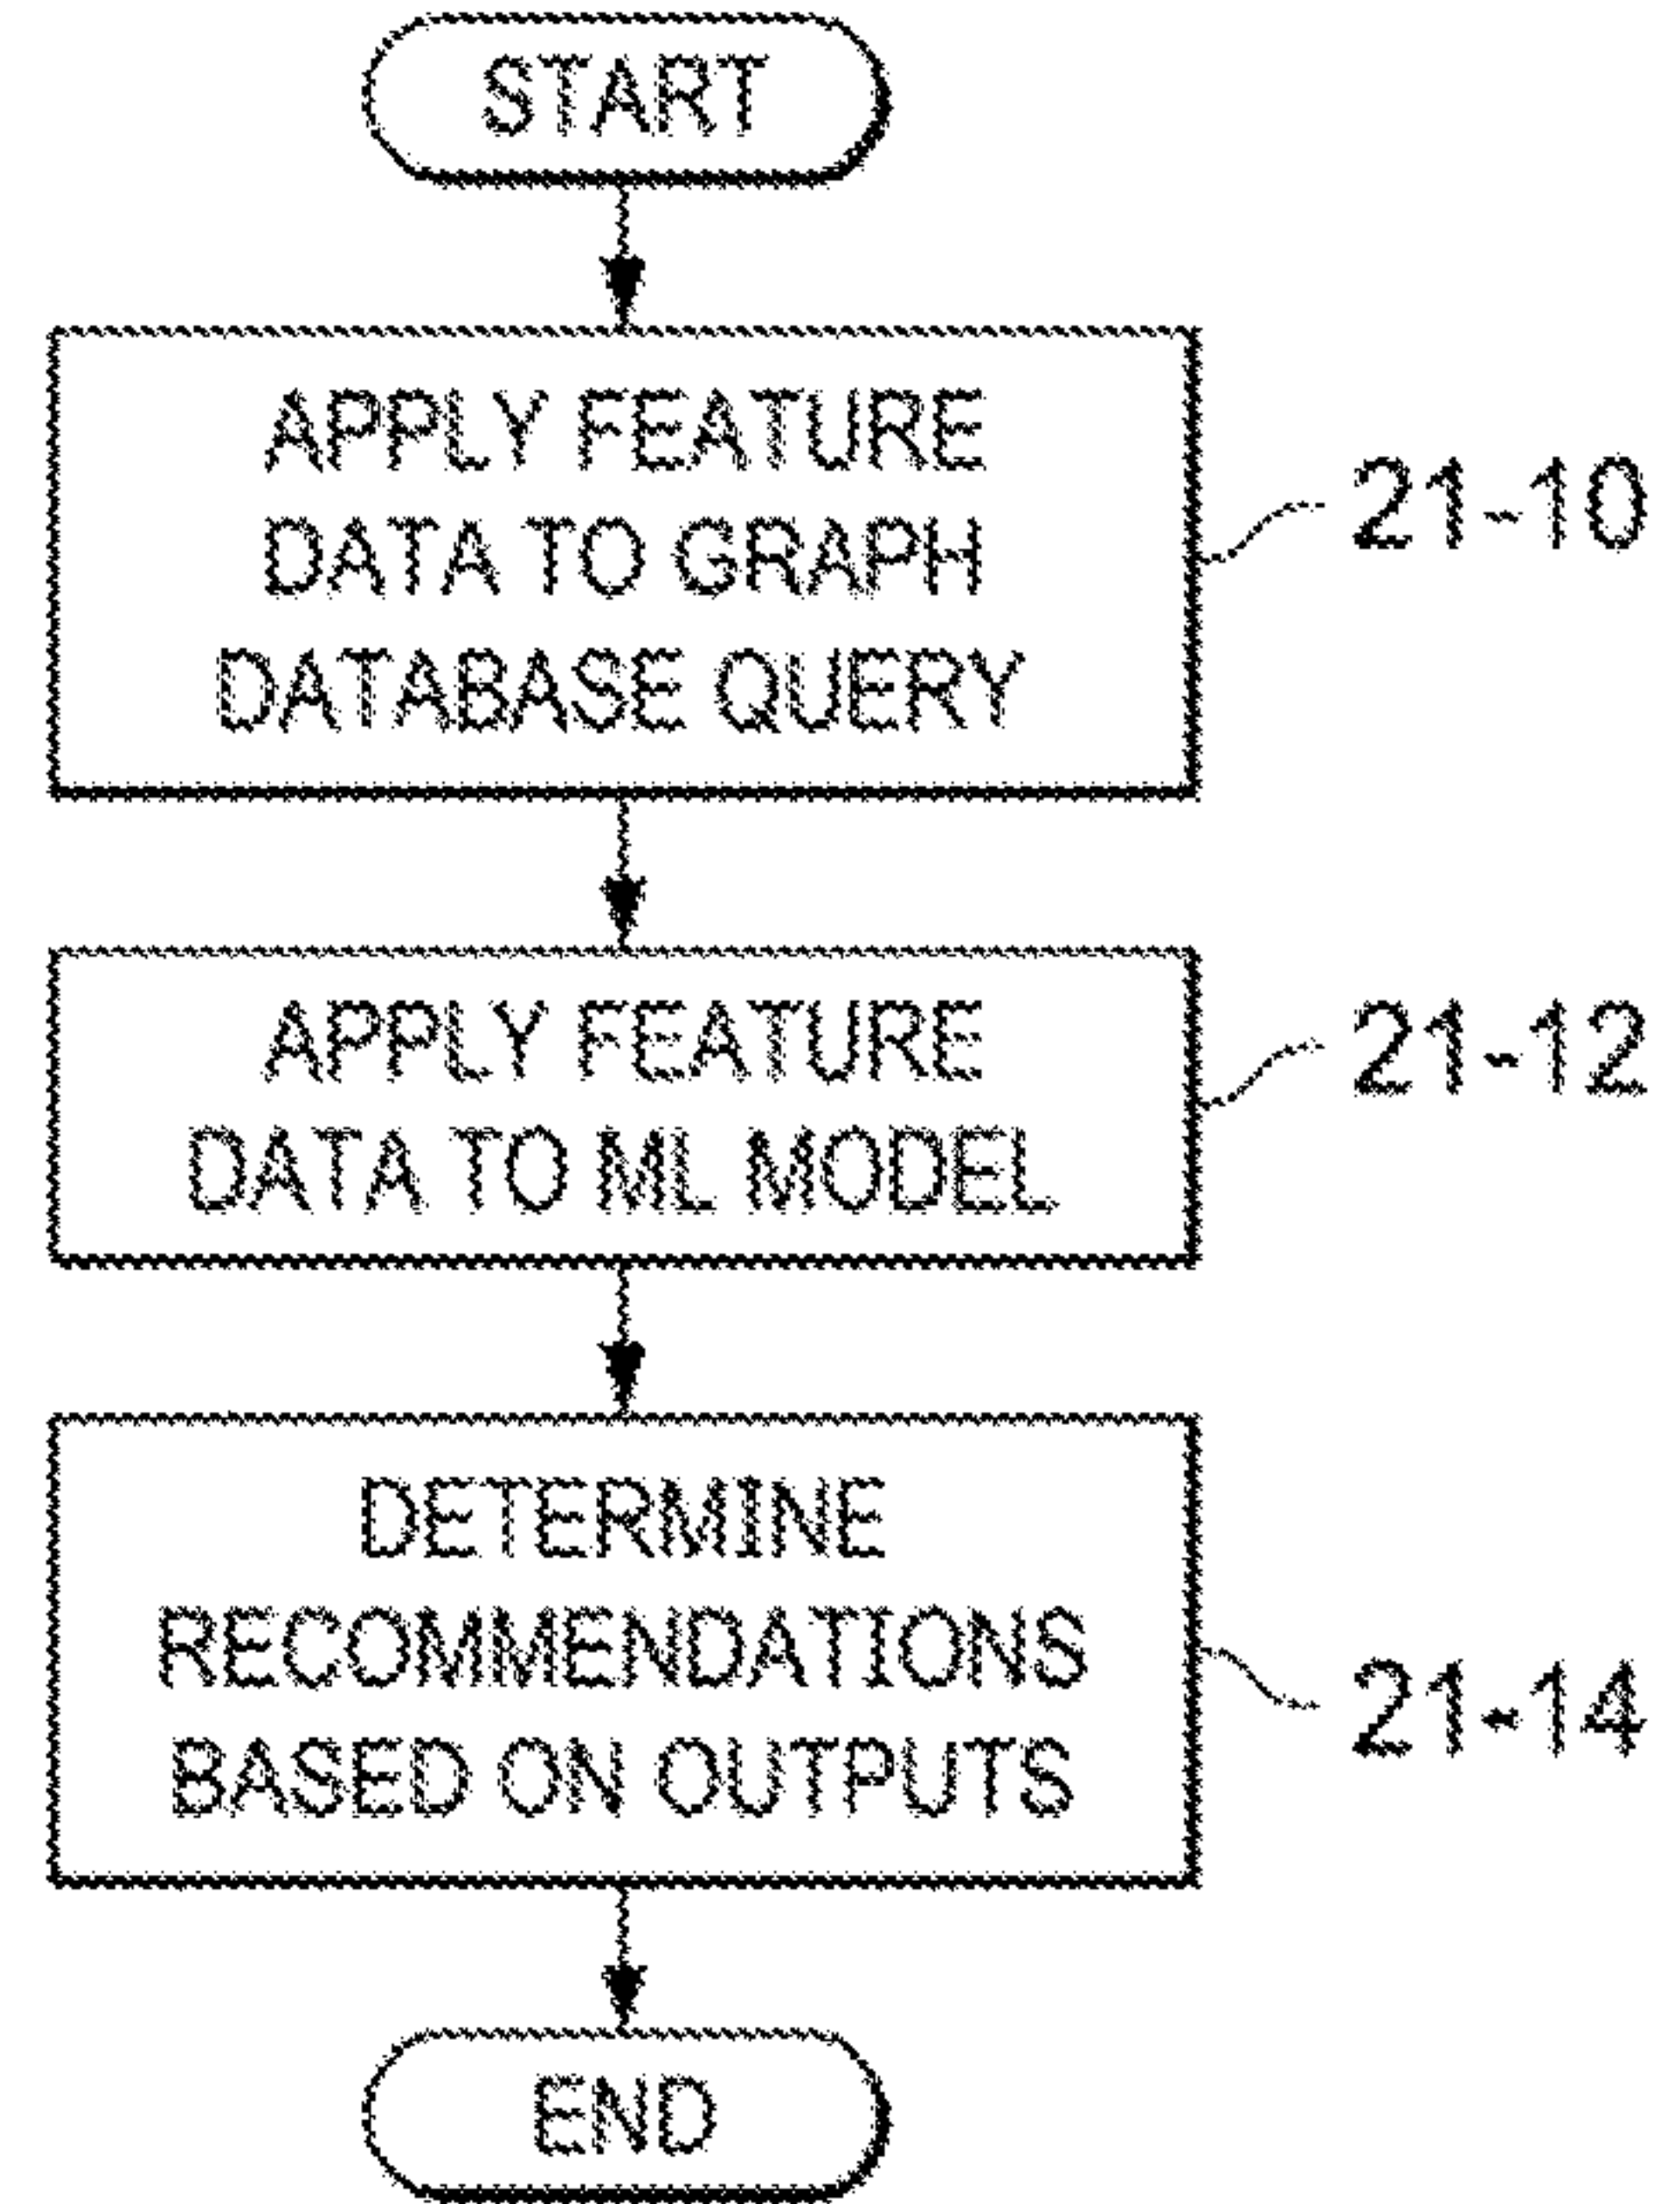 START
APPLY FEATURE
DATA TO GRAPH
DATABASE QUERY
21-10
APPLY FEATURE
DATA TO ML MODEL
21-12
DETERMINE
RECOMMENDATIONS
BASED ON OUTPUTS
21-14
END